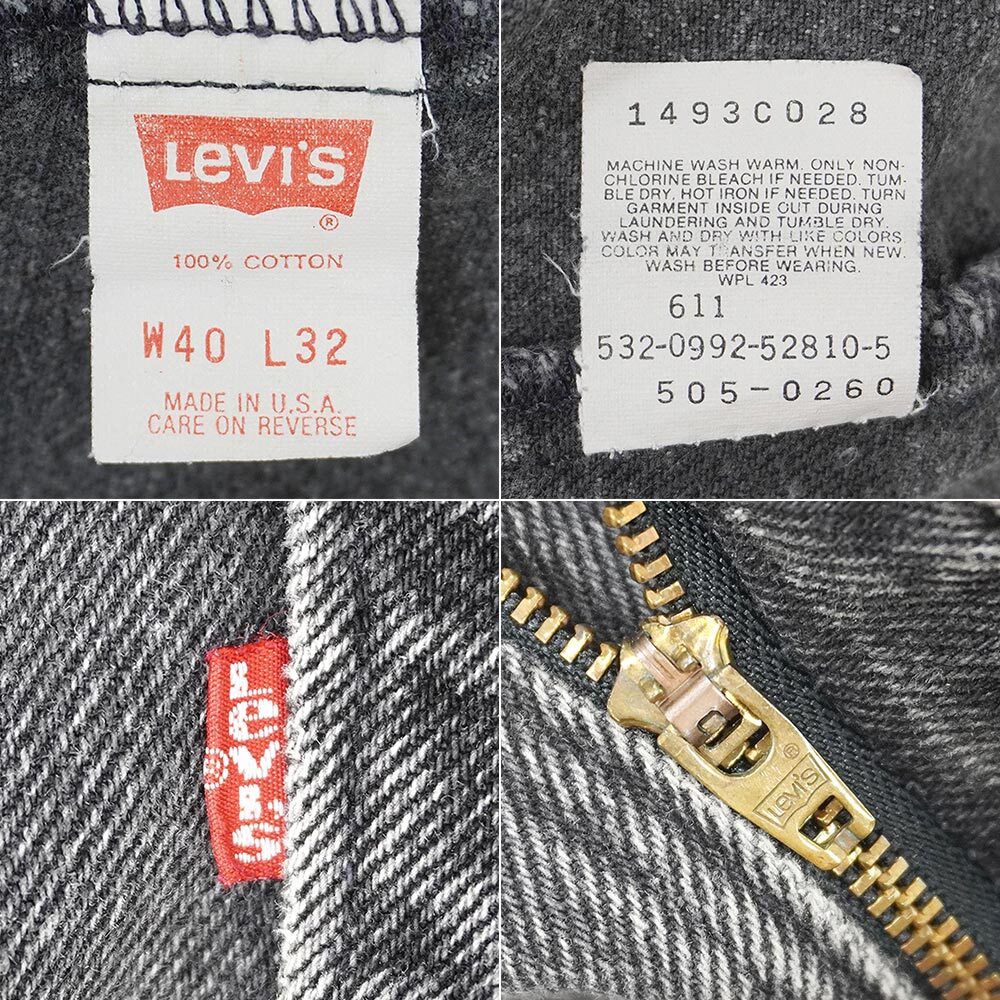 LEVI'S
®
100% COTTON
W40 L32
MADE IN U.S.A.
CARE ON REVERSE
1493C028
MACHINE WASH WARM. ONLY NON-
CHLORINE BLEACH IF NEEDED. TUM-
BLE DRY. HOT IRON IF NEEDED. TURN
GARMENT INSIDE OUT DURING
LAUNDERING AND TUMBLE DRY.
WASH AND DRY WITH LIKE COLORS.
COLOR MAY TRANSFER WHEN NEW.
WASH BEFORE WEARING.
WPL 423
611
532-0992-52810-5
505-0260
LEVI'S
®
LEVI'S
®